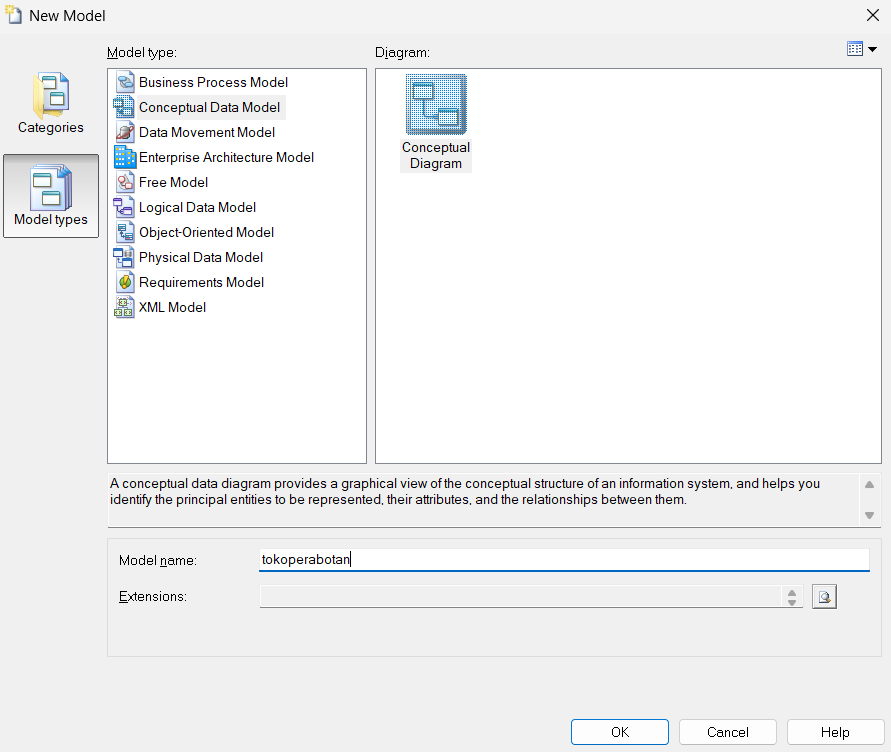 New Model
Model type:
Diagram:
Categories
Model types
Business Process Model
Conceptual Data Model
Data Movement Model
Enterprise Architecture Model
Free Model
Logical Data Model
Object-Oriented Model
Physical Data Model
Requirements Model
XML Model
Conceptual
Diagram
A conceptual data diagram provides a graphical view of the conceptual structure of an information system, and helps you
identify the principal entities to be represented, their attributes, and the relationships between them.
Model name:
tokoperabotan
Extensions:
OK
Cancel
Help